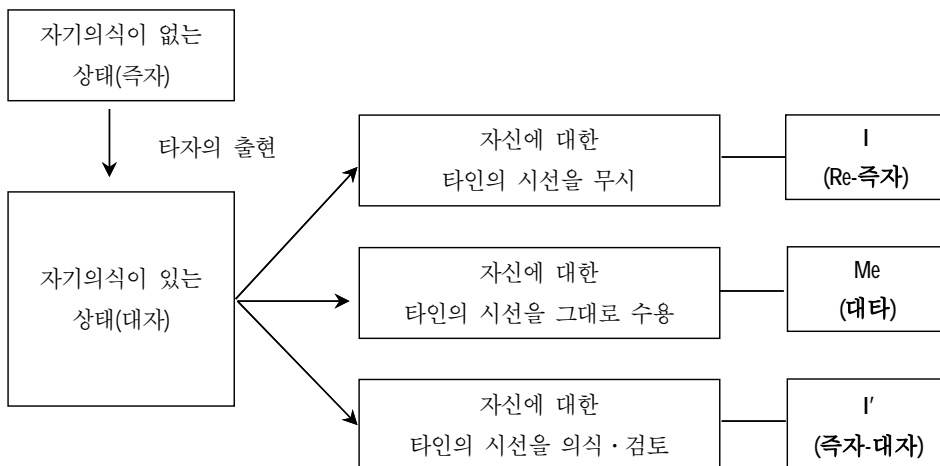 자기의식이 없는
상태(즉자)
타자의 출현
자기의식이 있는
상태(대자)
자신에 대한
타인의 시선을 무시
I
(Re-즉자)
자신에 대한
타인의 시선을 그대로 수용
Me
(대타)
자신에 대한
타인의 시선을 의식·검토
I′
(즉자-대자)